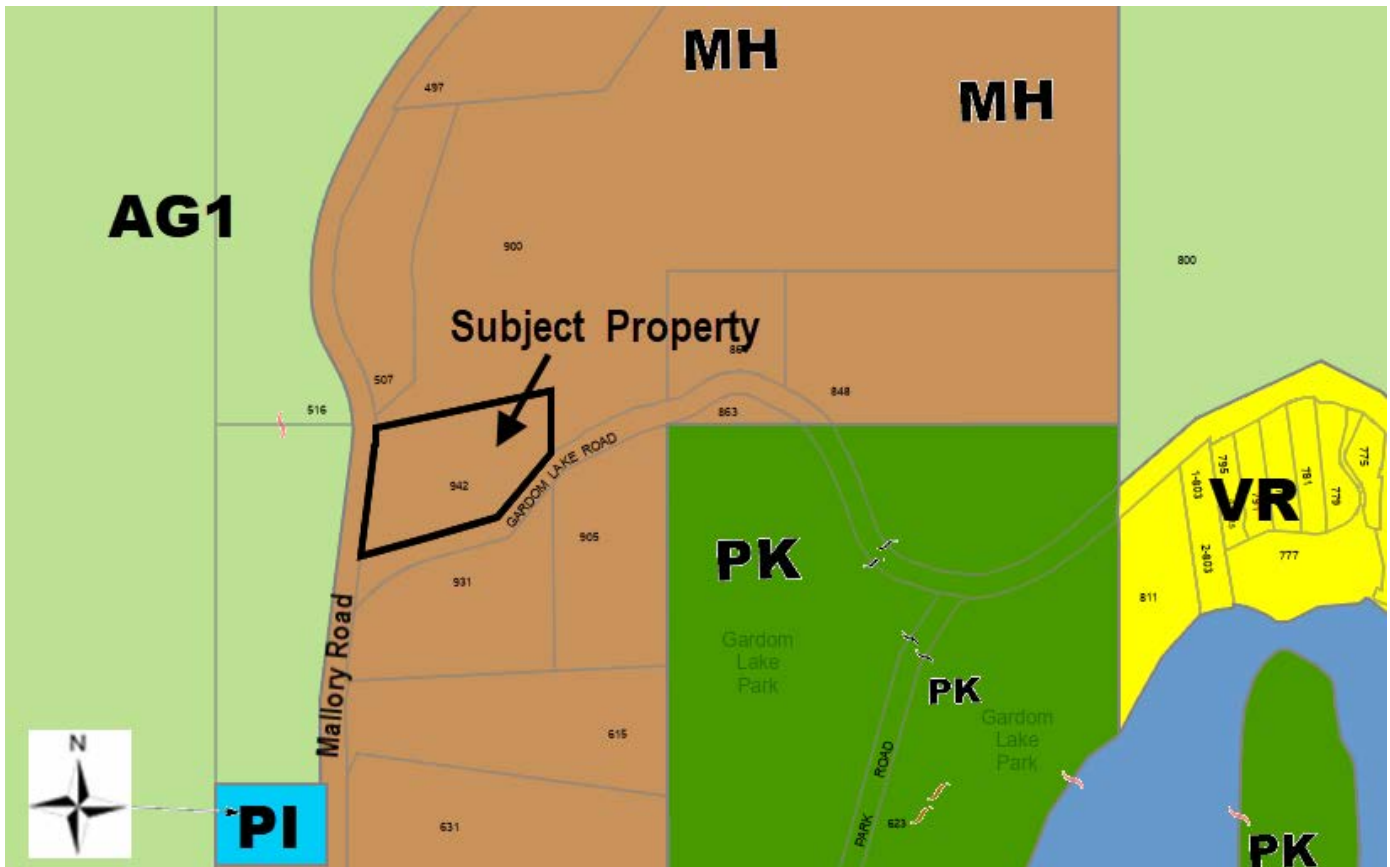 MH
MH
497
AG1
900
800
Subject Property
848
507
516
863
775
781
779
795
1-803
VR
GARDOM LAKE ROAD
942
905
PK
2-803
777
931
811
Mallory Road
Gardom
Lake
Park
PK
Gardom
Lake
Park
N
615
PARK ROAD
PI
631
623
PK